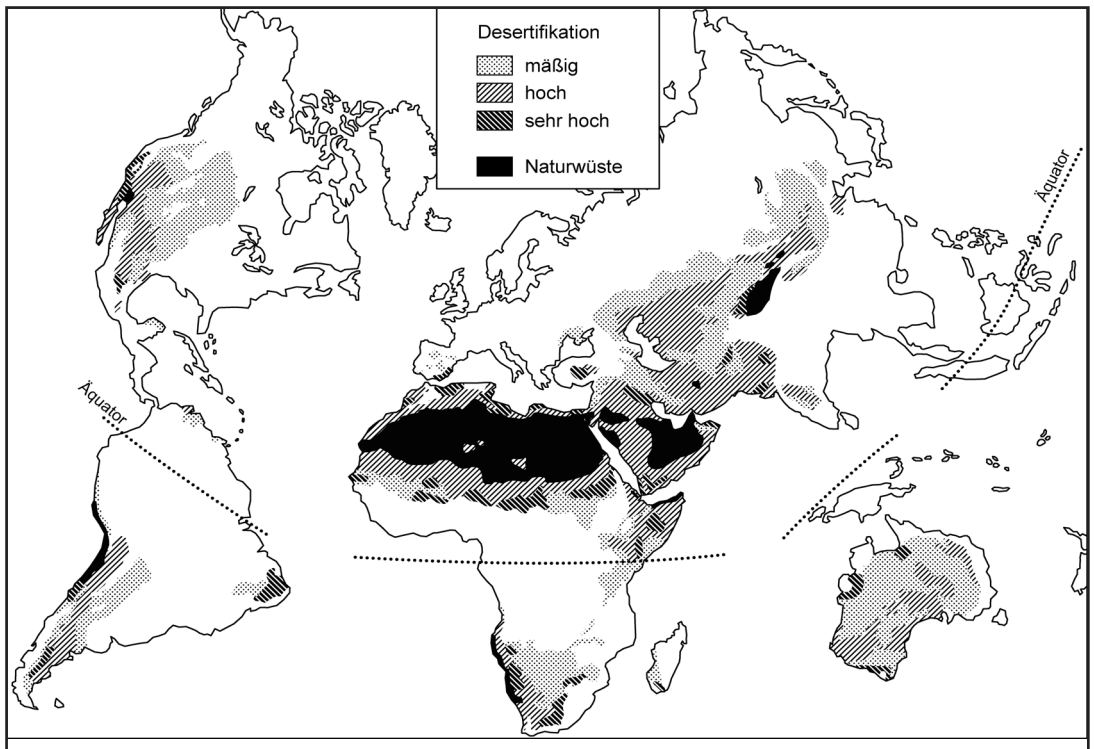 Desertifikation
mäßig
hoch
sehr hoch
Naturwüste
Äquator
Äquator